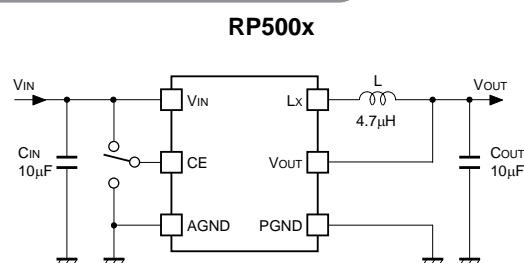 RP500x
VIN
VIN
LX
L
4.7μH
VOUT
CIN
10μF
CE
VOUT
COUT
10μF
AGND
PGND